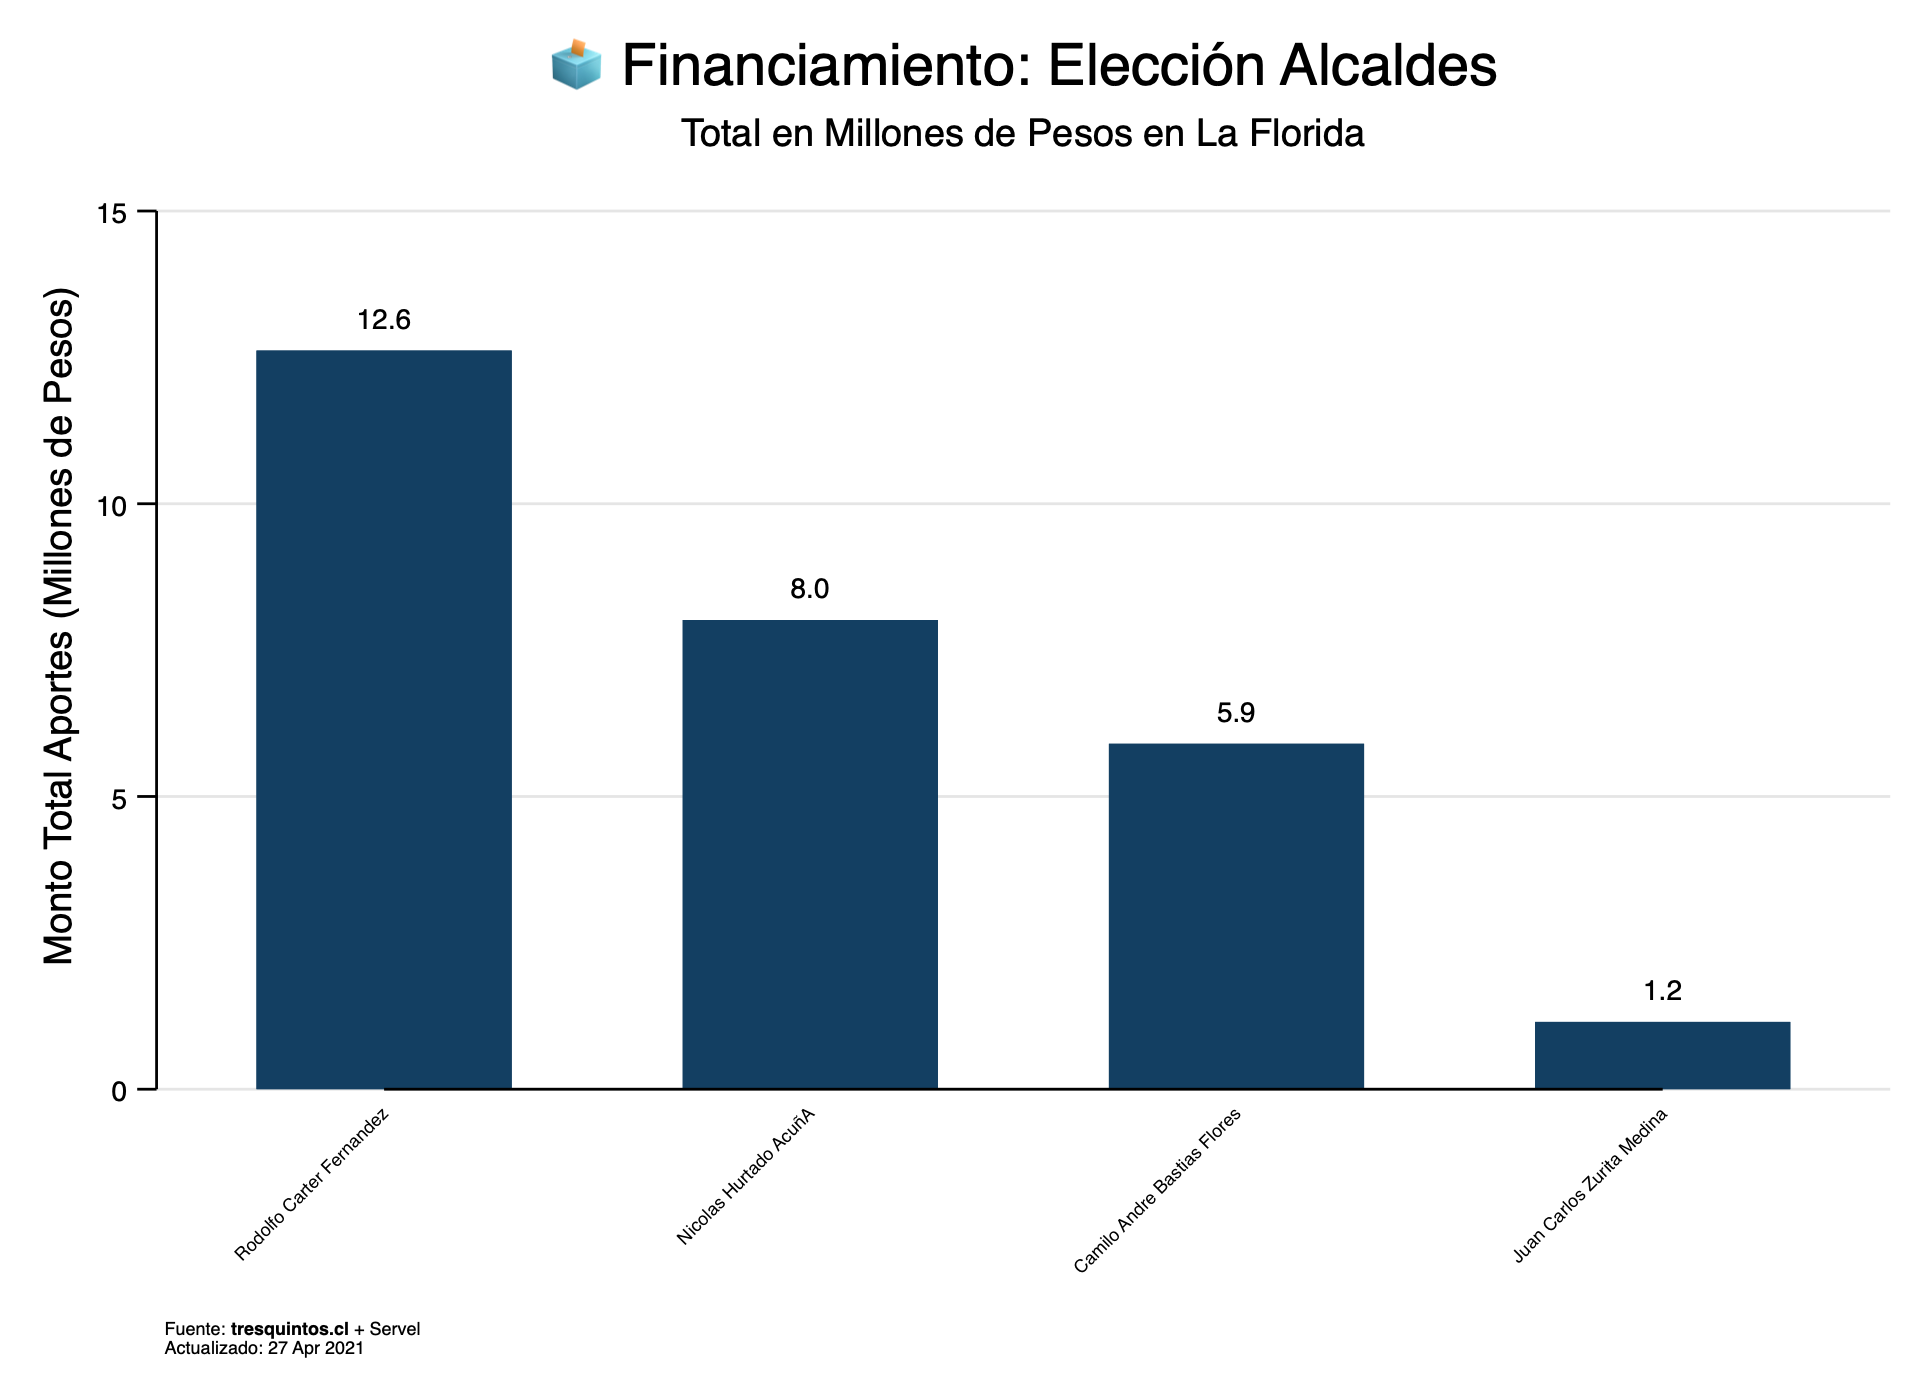 Financiamiento: Elección Alcaldes
Total en Millones de Pesos en La Florida
Monto Total Aportes (Millones de Pesos)
15
10
5
0
12.6
8.0
5.9
1.2
Rodolfo Carter Fernandez
Nicolas Hurtado AcuñA
Camilo Andre Bastias Flores
Juan Carlos Zurita Medina
Fuente: tresquintos.cl + Servel
Actualizado: 27 Apr 2021